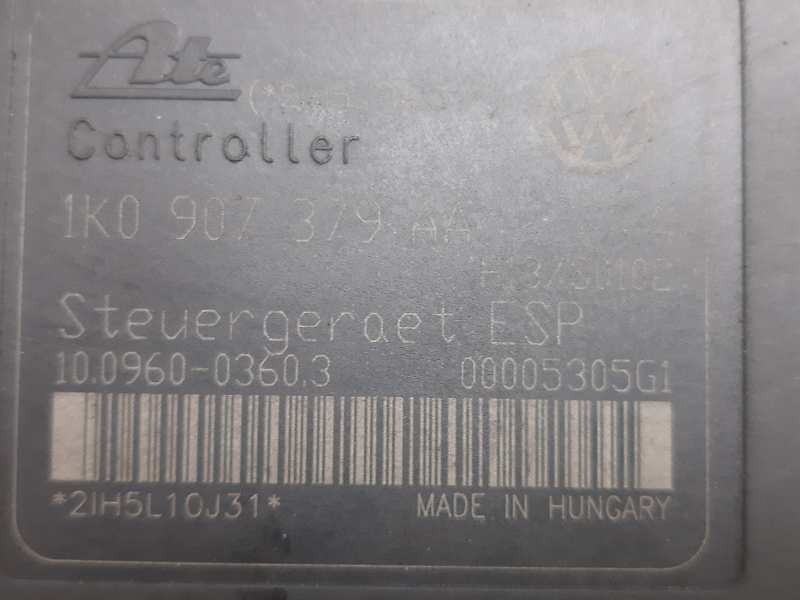 Ate
Controller
1K0 907 379 AA
Steuergeraet ESP
10.0960-0360.3 00005305G1
*2IH5L10J31* MADE IN HUNGARY